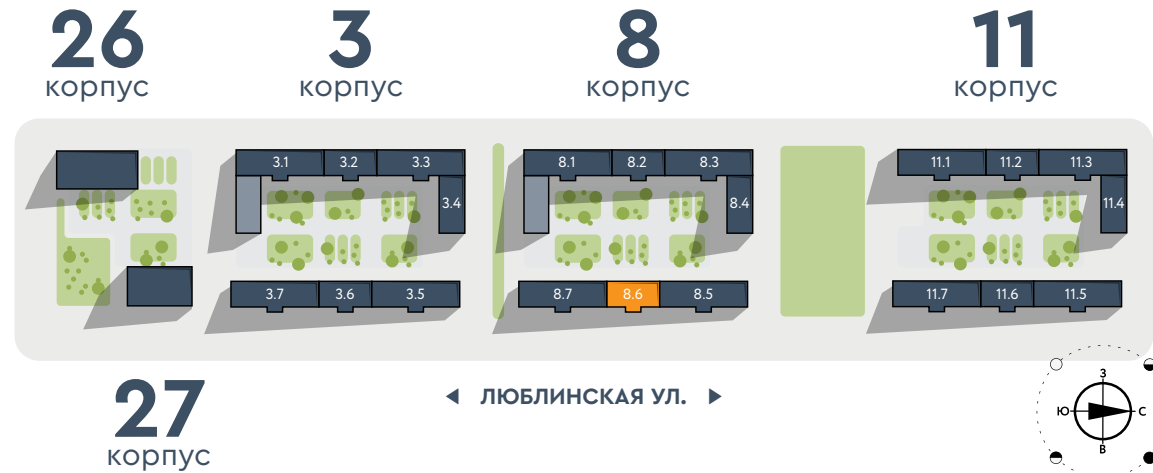 26 3 8 11
корпус корпус корпус корпус
3.1 3.2 3.3 8.1 8.2 8.3 11.1 11.2 11.3
3.4 8.4 11.4
3.7 3.6 3.5 8.7 8.6 8.5 11.7 11.6 11.5
27
корпус
ЛЮБЛИНСКАЯ УЛ.
З
Ю С
В